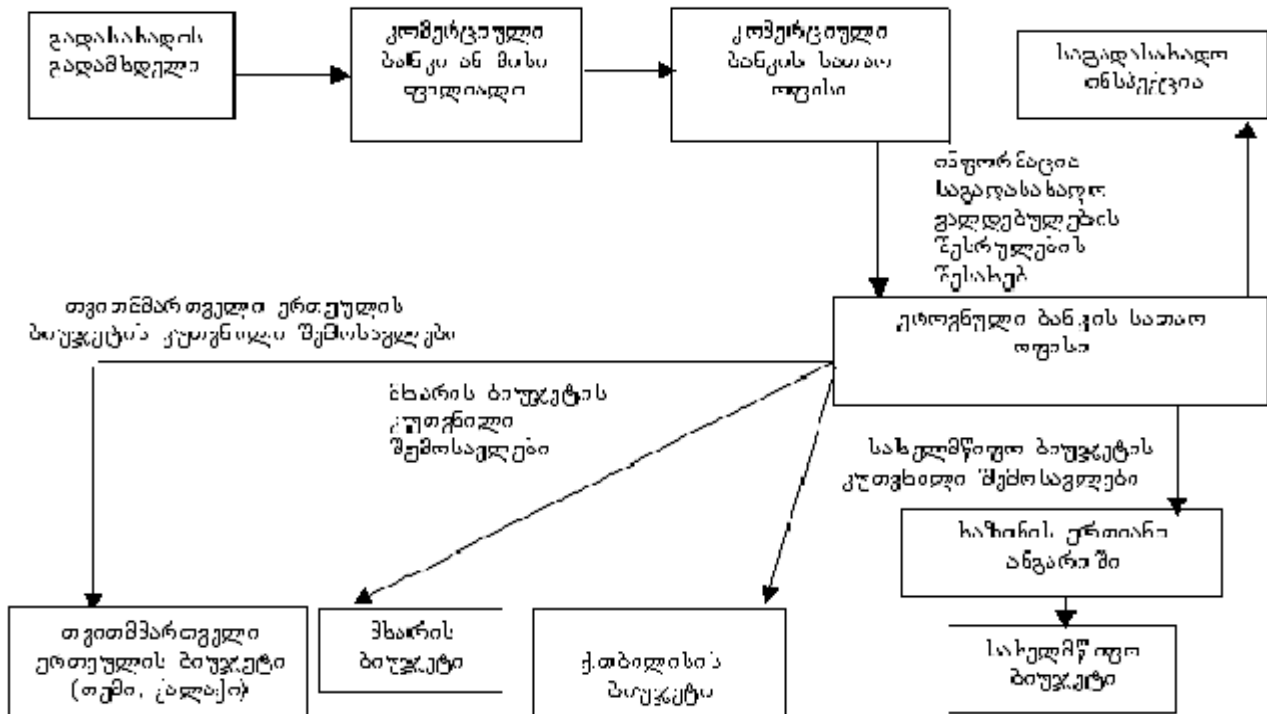 გადასახადის
გადამხდელი
კომერციული
ბანკი ან მისი
ფილიალი
კომერციული
ბანკის სათაო
ოფისი
საგადასახადო
ინსპექცია
ინფორმაცია
საგადასახადო
ვალდებულების
შესრულების
შესახებ
ეროვნული ბანკის სათაო
ოფისი
თვითმმართველი ერთეულის
ბიუჯეტის კუთვნილი შემოსავლები
მხარის ბიუჯეტის
კუთვნილი
შემოსავლები
სახელმწიფო ბიუჯეტის
კუთვნილი შემოსავლები
ხაზინის ერთიანი
ანგარიში
თვითმმართველი
ერთეულის ბიუჯეტი
(თემი, ქალაქი)
მხარის
ბიუჯეტი
ქ.თბილისის
ბიუჯეტი
სახელმწიფო
ბიუჯეტი